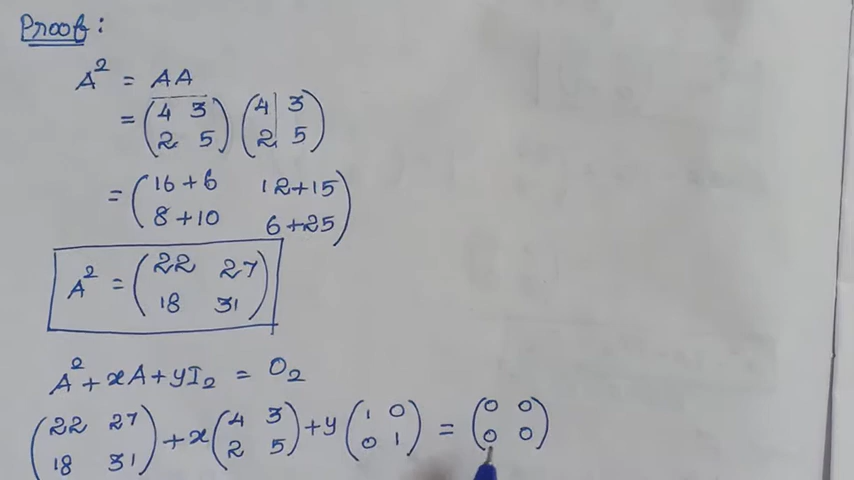 Proof:
A² = AA
= (4 3
2 5) (4 3
2 5)
= (16+6 12+15
8+10 6+25)
A² = (22 27
18 31)
A² + xA + yI₂ = O₂
(22 27
18 31) + x(4 3
2 5) + y(1 0
0 1) = (0 0
0 0)